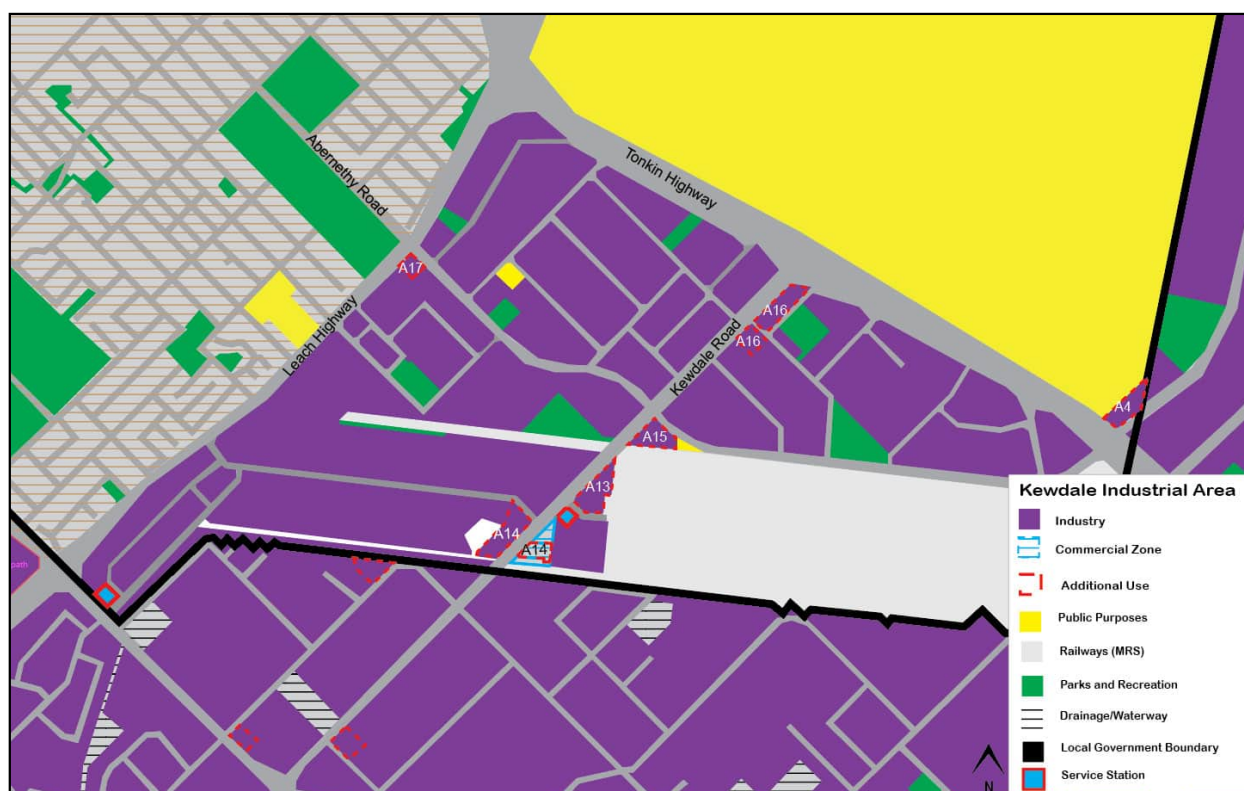 Abernethy Road
Tonkin Highway
A17
Leach Highway
A16
A16
Kewdale Road
A4
A15
A13
A14
A14
path
Kewdale Industrial Area
Industry
Commercial Zone
Additional Use
Public Purposes
Railways (MRS)
Parks and Recreation
Drainage/Waterway
Local Government Boundary
Service Station
N